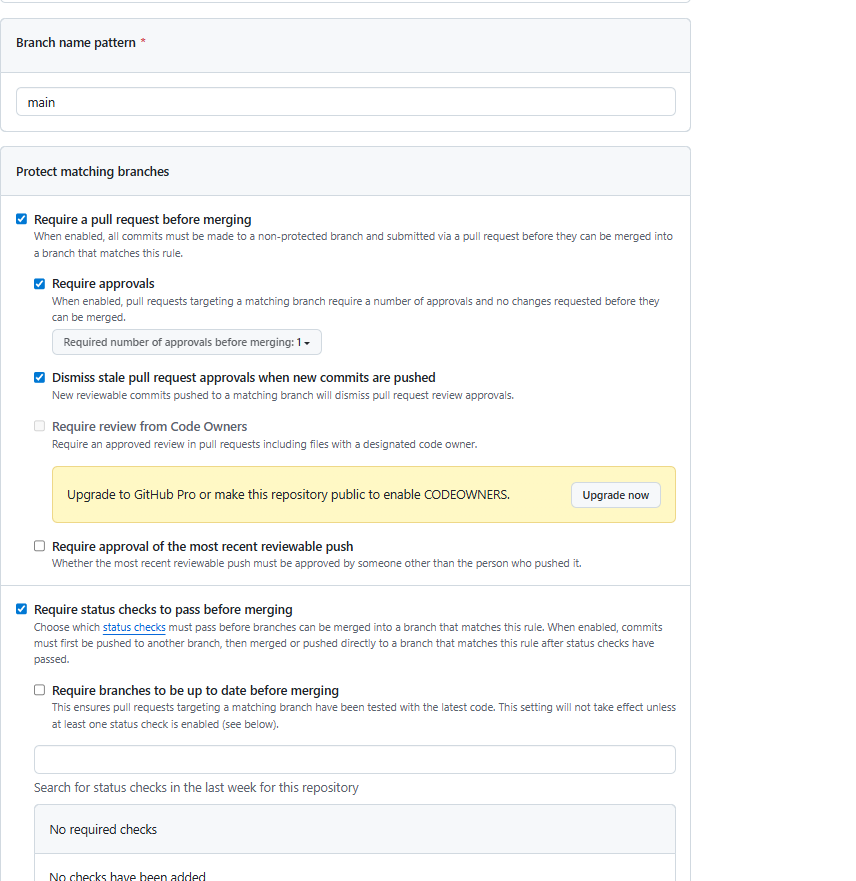 Branch name pattern *
main
Protect matching branches
Require a pull request before merging
When enabled, all commits must be made to a non-protected branch and submitted via a pull request before they can be merged into
a branch that matches this rule.
Require approvals
When enabled, pull requests targeting a matching branch require a number of approvals and no changes requested before they
can be merged.
Required number of approvals before merging: 1
Dismiss stale pull request approvals when new commits are pushed
New reviewable commits pushed to a matching branch will dismiss pull request review approvals.
Require review from Code Owners
Require an approved review in pull requests including files with a designated code owner.
Upgrade to GitHub Pro or make this repository public to enable CODEOWNERS. Upgrade now
Require approval of the most recent reviewable push
Whether the most recent reviewable push must be approved by someone other than the person who pushed it.
Require status checks to pass before merging
Choose which status checks must pass before branches can be merged into a branch that matches this rule. When enabled, commits
must first be pushed to another branch, then merged or pushed directly to a branch that matches this rule after status checks have
passed.
Require branches to be up to date before merging
This ensures pull requests targeting a matching branch have been tested with the latest code. This setting will not take effect unless
at least one status check is enabled (see below).
Search for status checks in the last week for this repository
No required checks
No checks have been added